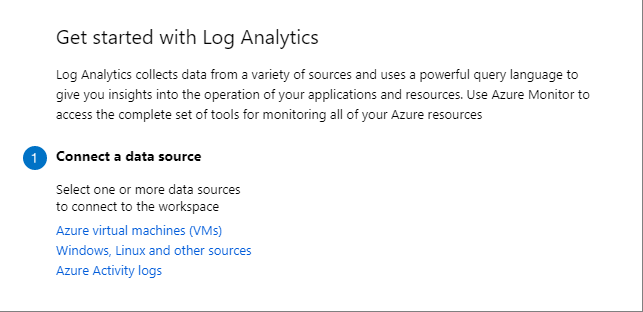 Get started with Log Analytics
Log Analytics collects data from a variety of sources and uses a powerful query language to
give you insights into the operation of your applications and resources. Use Azure Monitor to
access the complete set of tools for monitoring all of your Azure resources
1 Connect a data source
Select one or more data sources
to connect to the workspace
Azure virtual machines (VMs)
Windows, Linux and other sources
Azure Activity logs